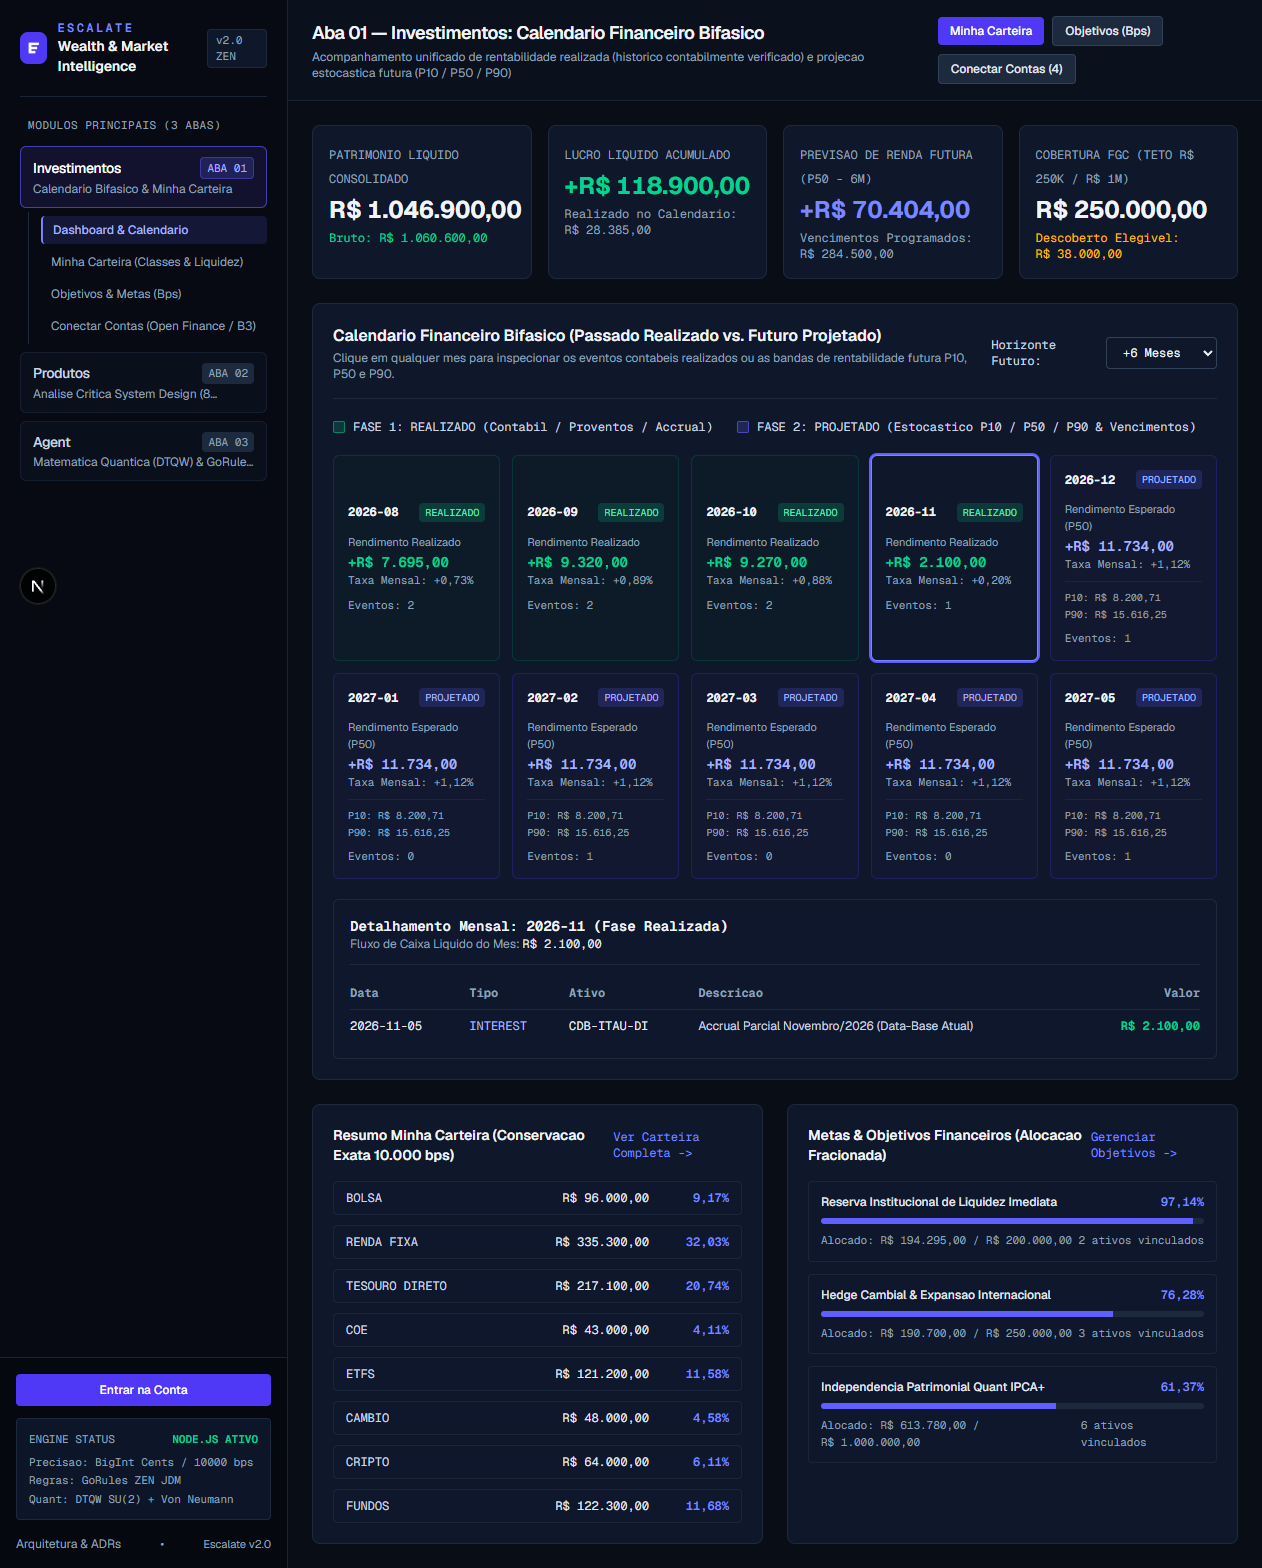 ESCALATE
Wealth & Market
Intelligence
v2.0
ZEN
MODULOS PRINCIPAIS (3 ABAS)
Investimentos
ABA 01
Calendario Bifasico & Minha Carteira
Dashboard & Calendario
Minha Carteira (Classes & Liquidez)
Objetivos & Metas (Bps)
Conectar Contas (Open Finance / B3)
Produtos
ABA 02
Analise Critica System Design (8...
Agent
ABA 03
Matematica Quantica (DTQW) & GoRule...
N
Entrar na Conta
ENGINE STATUS
NODE.JS ATIVO
Precisao: BigInt Cents / 10000 bps
Regras: GoRules ZEN JDM
Quant: DTQW SU(2) + Von Neumann
Arquitetura & ADRs
•
Escalate v2.0
Aba 01 — Investimentos: Calendario Financeiro Bifasico
Acompanhamento unificado de rentabilidade realizada (historico contabilmente verificado) e projecao
estocastica futura (P10 / P50 / P90)
Minha Carteira
Objetivos (Bps)
Conectar Contas (4)
PATRIMONIO LIQUIDO
CONSOLIDADO
R$ 1.046.900,00
Bruto: R$ 1.060.600,00
LUCRO LIQUIDO ACUMULADO
+R$ 118.900,00
Realizado no Calendario:
R$ 28.385,00
PREVISAO DE RENDA FUTURA
(P50 - 6M)
+R$ 70.404,00
Vencimentos Programados:
R$ 284.500,00
COBERTURA FGC (TETO R$
250K / R$ 1M)
R$ 250.000,00
Descoberto Elegivel:
R$ 38.000,00
Calendario Financeiro Bifasico (Passado Realizado vs. Futuro Projetado)
Clique em qualquer mes para inspecionar os eventos contabeis realizados ou as bandas de rentabilidade futura P10,
P50 e P90.
Horizonte
Futuro:
+6 Meses
FASE 1: REALIZADO (Contabil / Proventos / Accrual)
FASE 2: PROJETADO (Estocastico P10 / P50 / P90 & Vencimentos)
2026-08
REALIZADO
Rendimento Realizado
+R$ 7.695,00
Taxa Mensal: +0,73%
Eventos: 2
2026-09
REALIZADO
Rendimento Realizado
+R$ 9.320,00
Taxa Mensal: +0,89%
Eventos: 2
2026-10
REALIZADO
Rendimento Realizado
+R$ 9.270,00
Taxa Mensal: +0,88%
Eventos: 2
2026-11
REALIZADO
Rendimento Realizado
+R$ 2.100,00
Taxa Mensal: +0,20%
Eventos: 1
2026-12
PROJETADO
Rendimento Esperado
(P50)
+R$ 11.734,00
Taxa Mensal: +1,12%
P10: R$ 8.200,71
P90: R$ 15.616,25
Eventos: 1
2027-01
PROJETADO
Rendimento Esperado
(P50)
+R$ 11.734,00
Taxa Mensal: +1,12%
P10: R$ 8.200,71
P90: R$ 15.616,25
Eventos: 0
2027-02
PROJETADO
Rendimento Esperado
(P50)
+R$ 11.734,00
Taxa Mensal: +1,12%
P10: R$ 8.200,71
P90: R$ 15.616,25
Eventos: 1
2027-03
PROJETADO
Rendimento Esperado
(P50)
+R$ 11.734,00
Taxa Mensal: +1,12%
P10: R$ 8.200,71
P90: R$ 15.616,25
Eventos: 0
2027-04
PROJETADO
Rendimento Esperado
(P50)
+R$ 11.734,00
Taxa Mensal: +1,12%
P10: R$ 8.200,71
P90: R$ 15.616,25
Eventos: 0
2027-05
PROJETADO
Rendimento Esperado
(P50)
+R$ 11.734,00
Taxa Mensal: +1,12%
P10: R$ 8.200,71
P90: R$ 15.616,25
Eventos: 1
Detalhamento Mensal: 2026-11 (Fase Realizada)
Fluxo de Caixa Liquido do Mes: R$ 2.100,00
Data Tipo Ativo Descricao Valor
2026-11-05 INTEREST CDB-ITAU-DI Accrual Parcial Novembro/2026 (Data-Base Atual) R$ 2.100,00
Resumo Minha Carteira (Conservacao
Exata 10.000 bps)
Ver Carteira
Completa ->
BOLSA R$ 96.000,00 9,17%
RENDA FIXA R$ 335.300,00 32,03%
TESOURO DIRETO R$ 217.100,00 20,74%
COE R$ 43.000,00 4,11%
ETFS R$ 121.200,00 11,58%
CAMBIO R$ 48.000,00 4,58%
CRIPTO R$ 64.000,00 6,11%
FUNDOS R$ 122.300,00 11,68%
Metas & Objetivos Financeiros (Alocacao
Fracionada)
Gerenciar
Objetivos ->
Reserva Institucional de Liquidez Imediata 97,14%
Alocado: R$ 194.295,00 / R$ 200.000,00 2 ativos vinculados
Hedge Cambial & Expansao Internacional 76,28%
Alocado: R$ 190.700,00 / R$ 250.000,00 3 ativos vinculados
Independencia Patrimonial Quant IPCA+ 61,37%
Alocado: R$ 613.780,00 /
R$ 1.000.000,00
6 ativos
vinculados